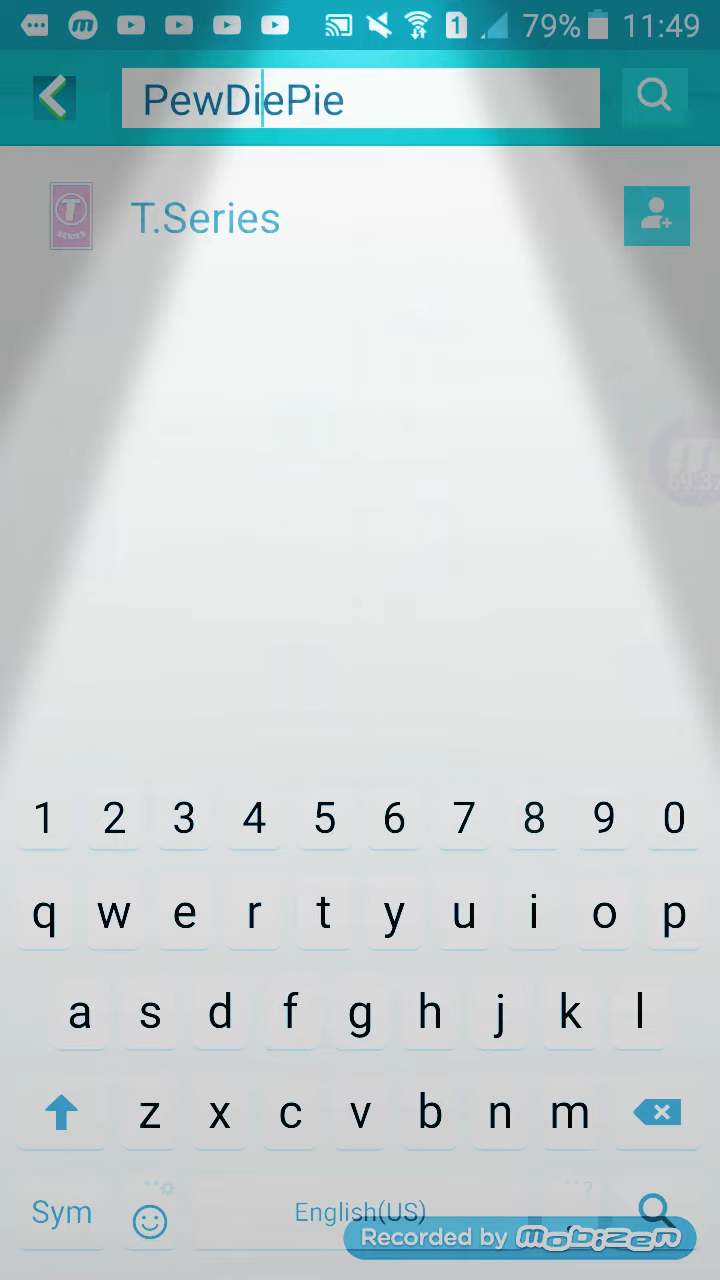 1 79% 11:49
PewDiePie
T SERIES T.Series
1 2 3 4 5 6 7 8 9 0
q w e r t y u i o p
a s d f g h j k l
z x c v b n m
Sym English(US)
Recorded by mobizen